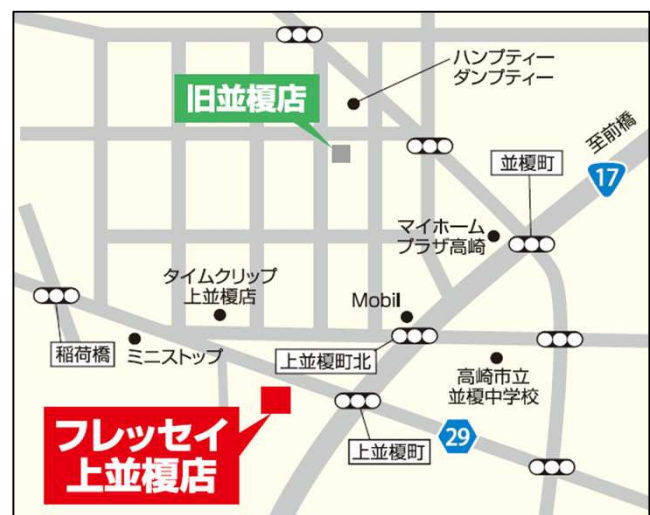 ハンプティー
ダンプティー
旧並榎店
至前橋
並榎町
17
マイホーム
プラザ高崎
タイムクリップ
上並榎店
Mobil
稲荷橋
ミニストップ
上並榎町北
高崎市立
並榎中学校
フレッセイ
上並榎店
上並榎町
29